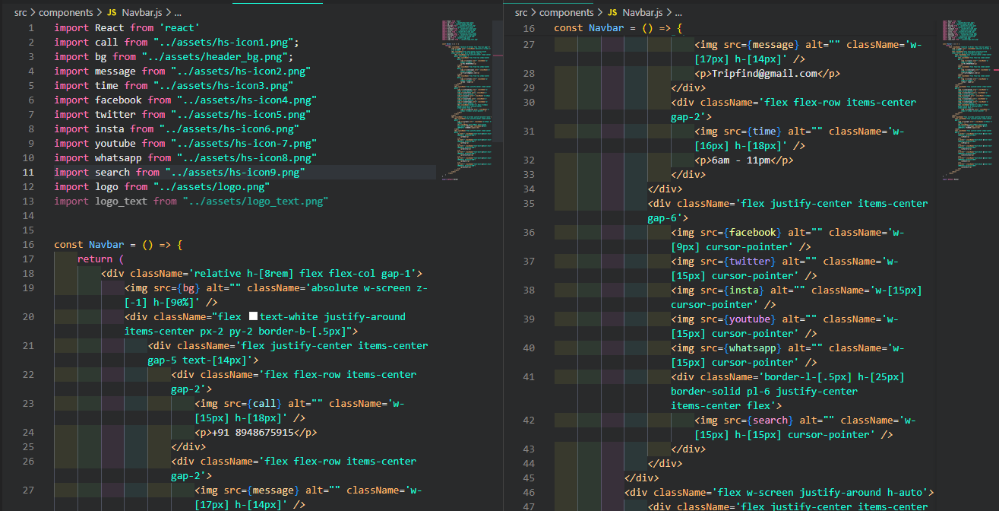 src > components > JS Navbar.js > ...
1 import React from 'react'
2 import call from "../assets/hs-icon1.png";
3 import bg from "../assets/header_bg.png";
4 import message from "../assets/hs-icon2.png"
5 import time from "../assets/hs-icon3.png"
6 import facebook from "../assets/hs-icon4.png"
7 import twitter from "../assets/hs-icon5.png"
8 import insta from "../assets/hs-icon6.png"
9 import youtube from "../assets/hs-icon-7.png"
10 import whatsapp from "../assets/hs-icon8.png"
11 import search from "../assets/hs-icon9.png"
12 import logo from "../assets/logo.png"
13 import logo_text from "../assets/logo_text.png"
14
15
16 const Navbar = () => {
17 return (
18 <div className='relative h-[8rem] flex flex-col gap-1'>
19 <img src={bg} alt="" className='absolute w-screen z-
[-1] h-[90%]' />
20 <div className="flex text-white justify-around
items-center px-2 py-2 border-b-[.5px]">
21 <div className='flex justify-center items-center
gap-5 text-[14px]'>
22 <div className='flex flex-row items-center
gap-2'>
23 <img src={call} alt="" className='w-
[15px] h-[18px]' />
24 <p>+91 8948675915</p>
25 </div>
26 <div className='flex flex-row items-center
gap-2'>
27 <img src={message} alt="" className='w-
[17px] h-[14px]' />
src > components > JS Navbar.js > ...
16 const Navbar = () => {
27 <img src={message} alt="" className='w-
[17px] h-[14px]' />
28 <p>Tripfind@gmail.com</p>
29 </div>
30 <div className='flex flex-row items-center
gap-2'>
31 <img src={time} alt="" className='w-
[16px] h-[18px]' />
32 <p>6am - 11pm</p>
33 </div>
34 </div>
35 <div className='flex justify-center items-center
gap-6'>
36 <img src={facebook} alt="" className='w-
[9px] cursor-pointer' />
37 <img src={twitter} alt="" className='w-
[15px] cursor-pointer' />
38 <img src={insta} alt="" className='w-[15px]
cursor-pointer' />
39 <img src={youtube} alt="" className='w-
[15px] cursor-pointer' />
40 <img src={whatsapp} alt="" className='w-
[15px] cursor-pointer' />
41 <div className='border-l-[.5px] h-[25px]
border-solid pl-6 justify-center
items-center flex'>
42 <img src={search} alt="" className='w-
[15px] h-[15px] cursor-pointer' />
43 </div>
44 </div>
45 </div>
46 <div className='flex w-screen justify-around h-auto'>
47 <div className='flex justify-center items-center